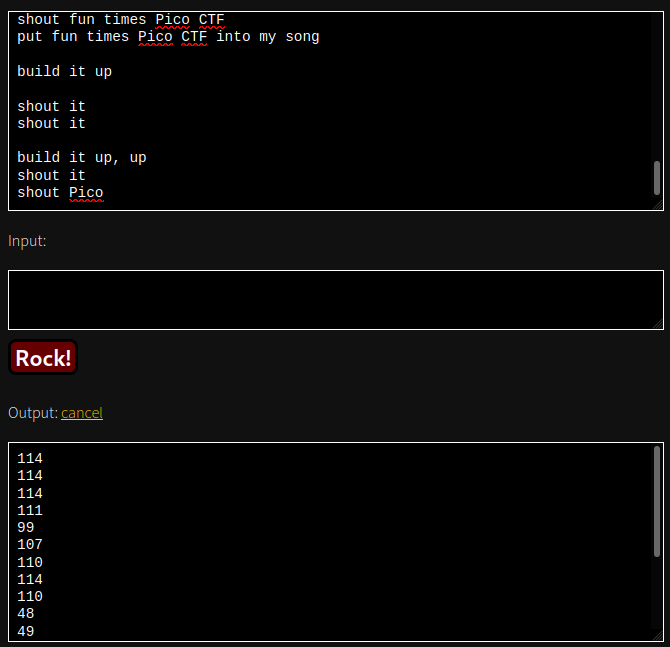 shout fun times Pico CTF
put fun times Pico CTF into my song
build it up
shout it
shout it
build it up, up
shout it
shout Pico
Input:
Rock!
Output: cancel
114
114
114
111
99
107
110
114
110
48
49